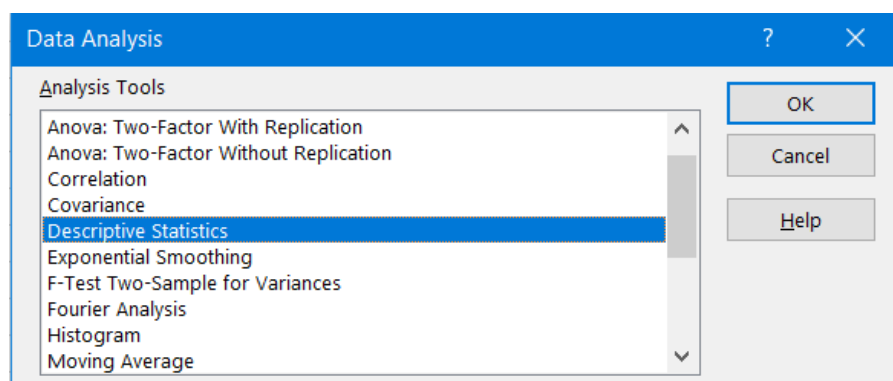 Data Analysis ? ×
Analysis Tools
Anova: Two-Factor With Replication
Anova: Two-Factor Without Replication
Correlation
Covariance
Descriptive Statistics
Exponential Smoothing
F-Test Two-Sample for Variances
Fourier Analysis
Histogram
Moving Average
OK
Cancel
Help